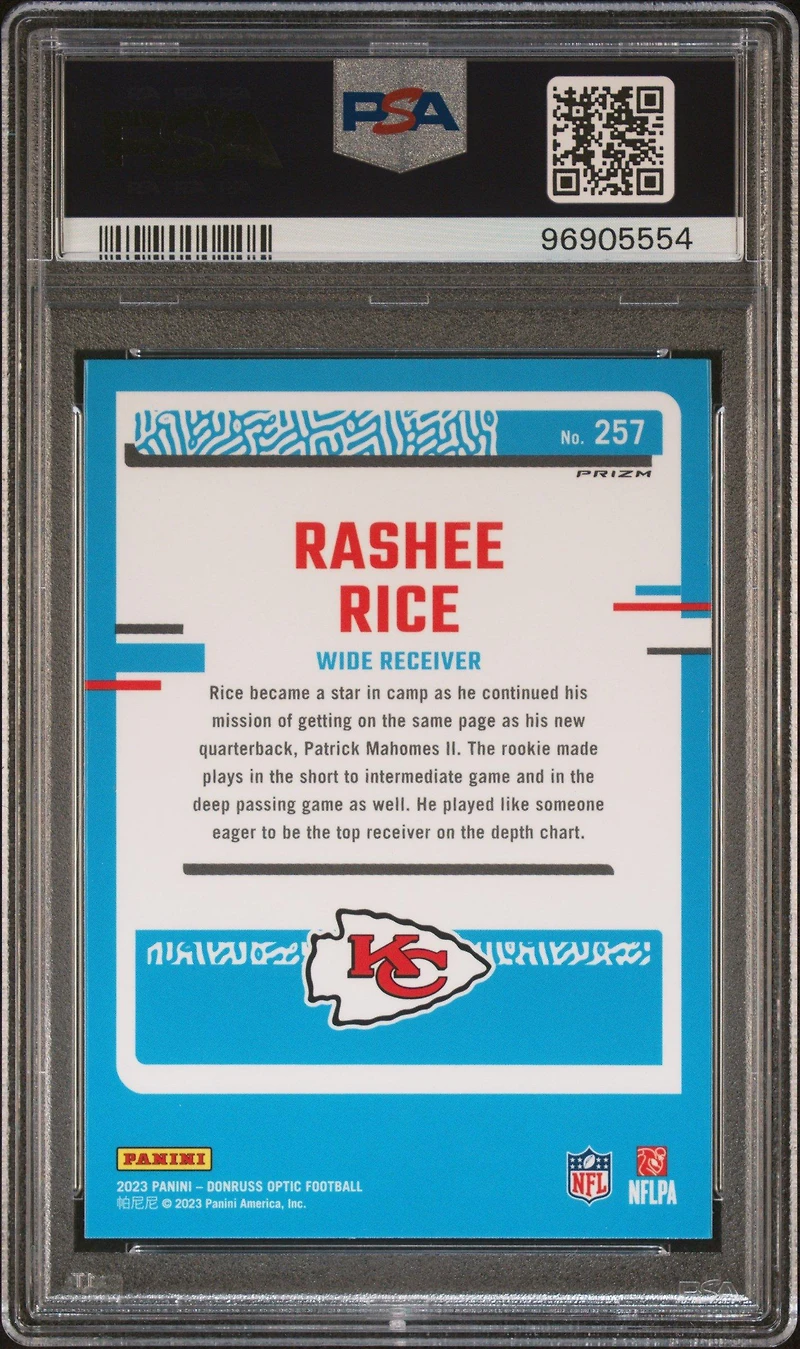 PSA
96905554
No. 257
PRIZM
RASHEE
RICE
WIDE RECEIVER
Rice became a star in camp as he continued his
mission of getting on the same page as his new
quarterback, Patrick Mahomes II. The rookie made
plays in the short to intermediate game and in the
deep passing game as well. He played like someone
eager to be the top receiver on the depth chart.
KC
PANINI
2023 PANINI – DONRUSS OPTIC FOOTBALL
帕尼尼 © 2023 Panini America, Inc.
NFL
NFLPA
PSA